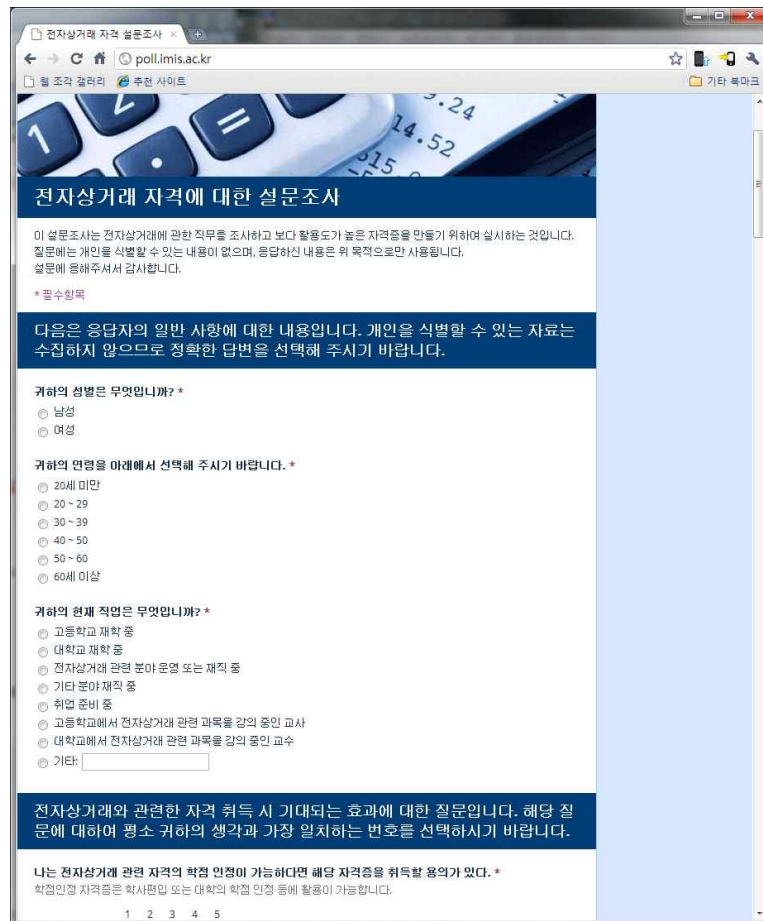 전자상거래 자격 설문조사
poll.imis.ac.kr
웹 조각 갤러리 추천 사이트 기타 북마크
1 2 = .
9.24
14.52
전자상거래 자격에 대한 설문조사
이 설문조사는 전자상거래에 관한 직무를 조사하고 보다 활용도가 높은 자격증을 만들기 위하여 실시하는 것입니다.
질문에는 개인을 식별할 수 있는 내용이 없으며, 응답하신 내용은 위 목적으로만 사용됩니다.
설문에 응해주셔서 감사합니다.
* 필수항목
다음은 응답자의 일반 사항에 대한 내용입니다. 개인을 식별할 수 있는 자료는
수집하지 않으므로 정확한 답변을 선택해 주시기 바랍니다.
귀하의 성별은 무엇입니까? *
남성
여성
귀하의 연령을 아래에서 선택해 주시기 바랍니다. *
20세 미만
20 ~ 29
30 ~ 39
40 ~ 50
50 ~ 60
60세 이상
귀하의 현재 직업은 무엇입니까? *
고등학교 재학 중
대학교 재학 중
전자상거래 관련 분야 운영 또는 재직 중
기타 분야 재직 중
취업 준비 중
고등학교에서 전자상거래 관련 과목을 강의 중인 교사
대학교에서 전자상거래 관련 과목을 강의 중인 교수
기타:
전자상거래와 관련한 자격 취득 시 기대되는 효과에 대한 질문입니다. 해당 질
문에 대하여 평소 귀하의 생각과 가장 일치하는 번호를 선택하시기 바랍니다.
나는 전자상거래 관련 자격의 학점 인정이 가능하다면 해당 자격증을 취득할 용의가 있다. *
학점인정 자격증은 학사편입 또는 대학의 학점 인정 등에 활용이 가능합니다.
1 2 3 4 5